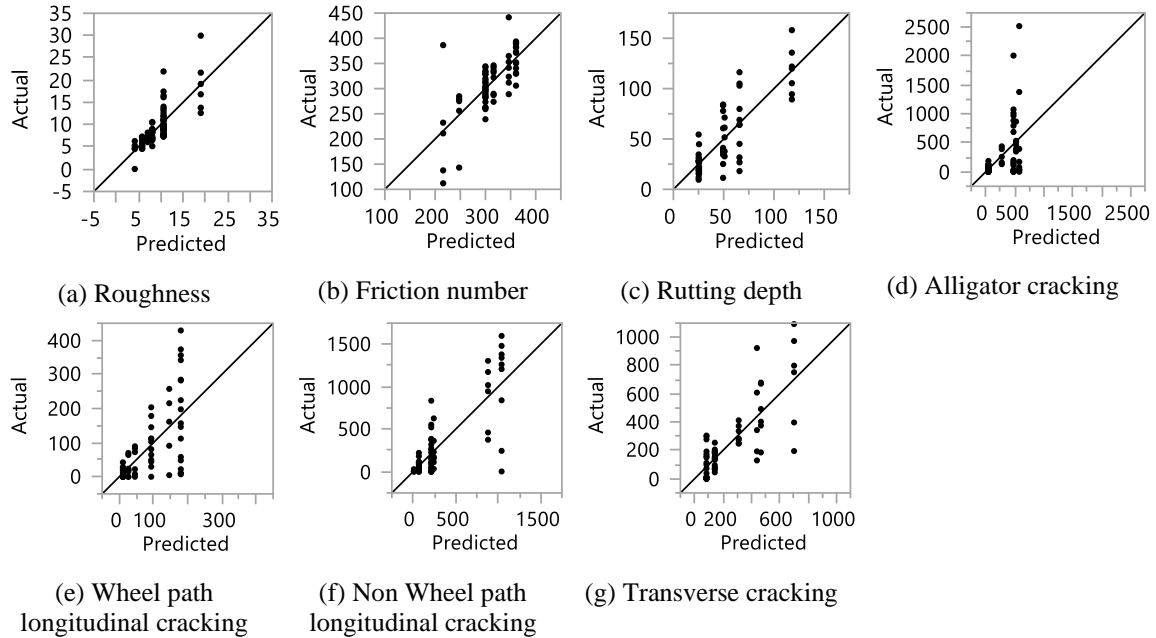 35
30
25
20
15
10
5
0
-5
Actual
-5 5 15 25 35
Predicted
(a) Roughness
450
400
350
300
250
200
150
100
Actual
100 200 300 400
Predicted
(b) Friction number
150
100
50
0
Actual
0 50 100 150
Predicted
(c) Rutting depth
2500
2000
1500
1000
500
0
Actual
0 500 1500 2500
Predicted
(d) Alligator cracking
400
300
200
100
0
Actual
0 100 300
Predicted
(e) Wheel path
longitudinal cracking
1500
1000
500
0
Actual
0 500 1500
Predicted
(f) Non Wheel path
longitudinal cracking
1000
800
600
400
200
0
Actual
0 200 600 1000
Predicted
(g) Transverse cracking